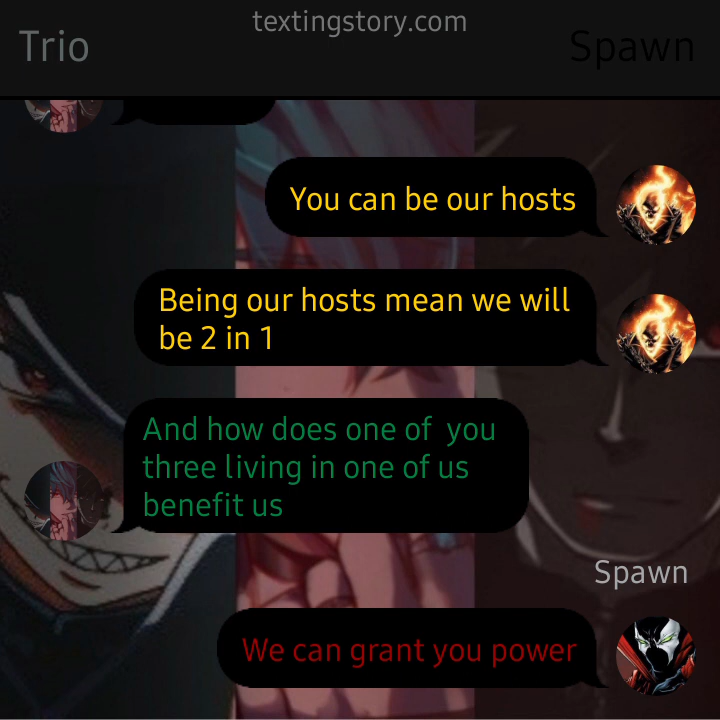 textingstory.com
Trio
Spawn
You can be our hosts
Being our hosts mean we will
be 2 in 1
And how does one of you
three living in one of us
benefit us
Spawn
We can grant you power